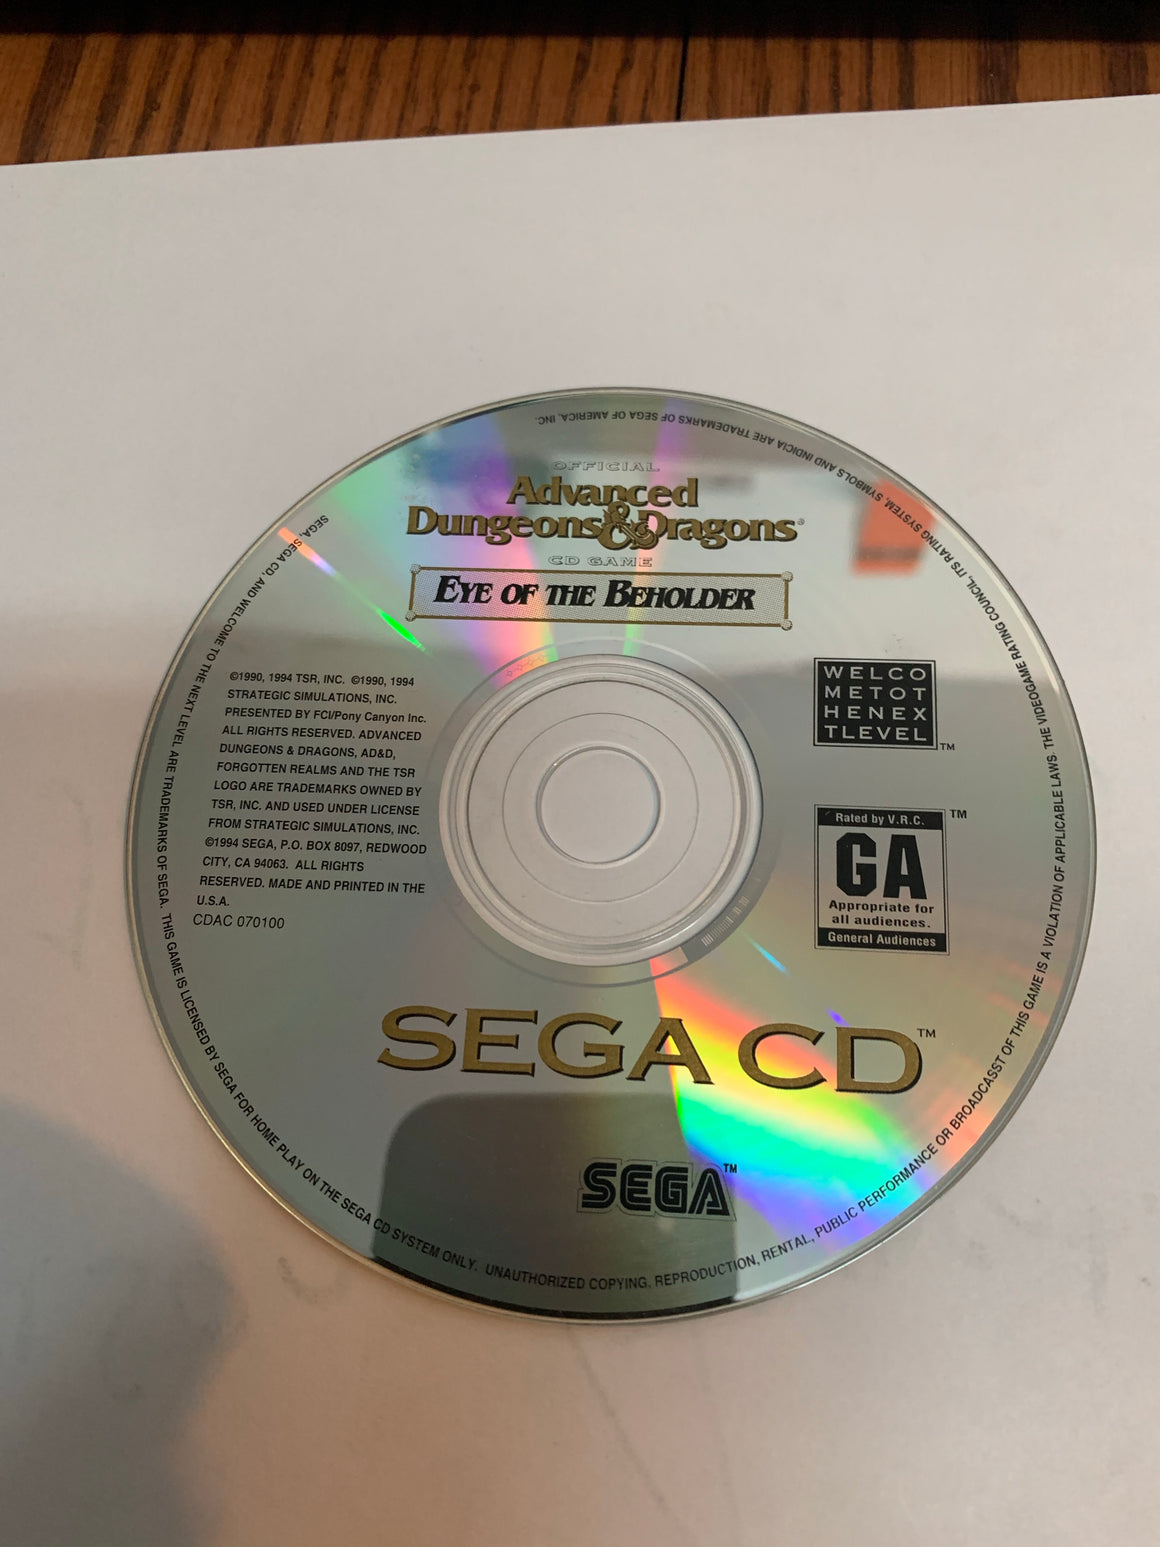 OFFICIAL
Advanced
Dungeons & Dragons®
CD GAME
EYE OF THE BEHOLDER
©1990, 1994 TSR, INC. ©1990, 1994
STRATEGIC SIMULATIONS, INC.
PRESENTED BY FCI/Pony Canyon Inc.
ALL RIGHTS RESERVED. ADVANCED
DUNGEONS & DRAGONS, AD&D,
FORGOTTEN REALMS AND THE TSR
LOGO ARE TRADEMARKS OWNED BY
TSR, INC. AND USED UNDER LICENSE
FROM STRATEGIC SIMULATIONS, INC.
©1994 SEGA, P.O. BOX 8097, REDWOOD
CITY, CA 94063. ALL RIGHTS
RESERVED. MADE AND PRINTED IN THE
U.S.A.
CDAC 070100
WELCO
METOT
HENEX
TLEVEL™
Rated by V.R.C.™
GA
Appropriate for
all audiences.
General Audiences
SEGA CD™
SEGA™
SEGA, SEGA CD, AND WELCOME TO THE NEXT LEVEL ARE TRADEMARKS OF SEGA. THIS GAME IS LICENSED BY SEGA FOR HOME PLAY ON THE SEGA CD SYSTEM ONLY. UNAUTHORIZED COPYING, REPRODUCTION, RENTAL, PUBLIC PERFORMANCE OR BROADCASST OF THIS GAME IS A VIOLATION OF APPLICABLE LAWS. THE VIDEOGAME RATING COUNCIL, ITS RATING SYSTEM, SYMBOLS AND INDICIA ARE TRADEMARKS OF SEGA OF AMERICA, INC.